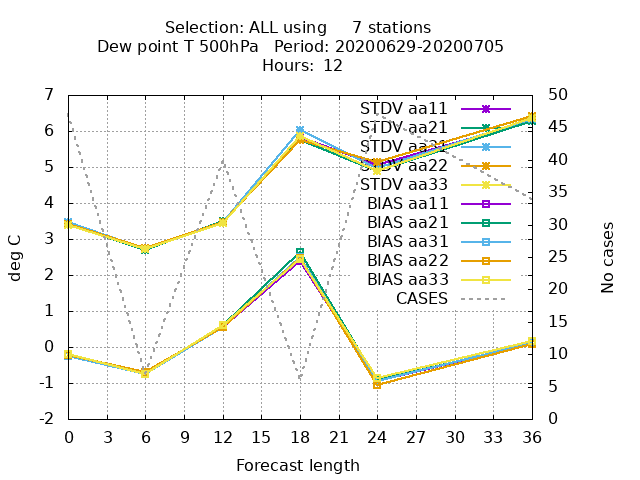 Selection: ALL using 7 stations
Dew point T 500hPa Period: 20200629-20200705
Hours: 12
7
6
5
4
3
2
1
0
-1
-2
deg C
50
45
40
35
30
25
20
15
10
5
0
No cases
STDV aa11
STDV aa21
STDV aa31
STDV aa22
STDV aa33
BIAS aa11
BIAS aa21
BIAS aa31
BIAS aa22
BIAS aa33
CASES
0 3 6 9 12 15 18 21 24 27 30 33 36
Forecast length